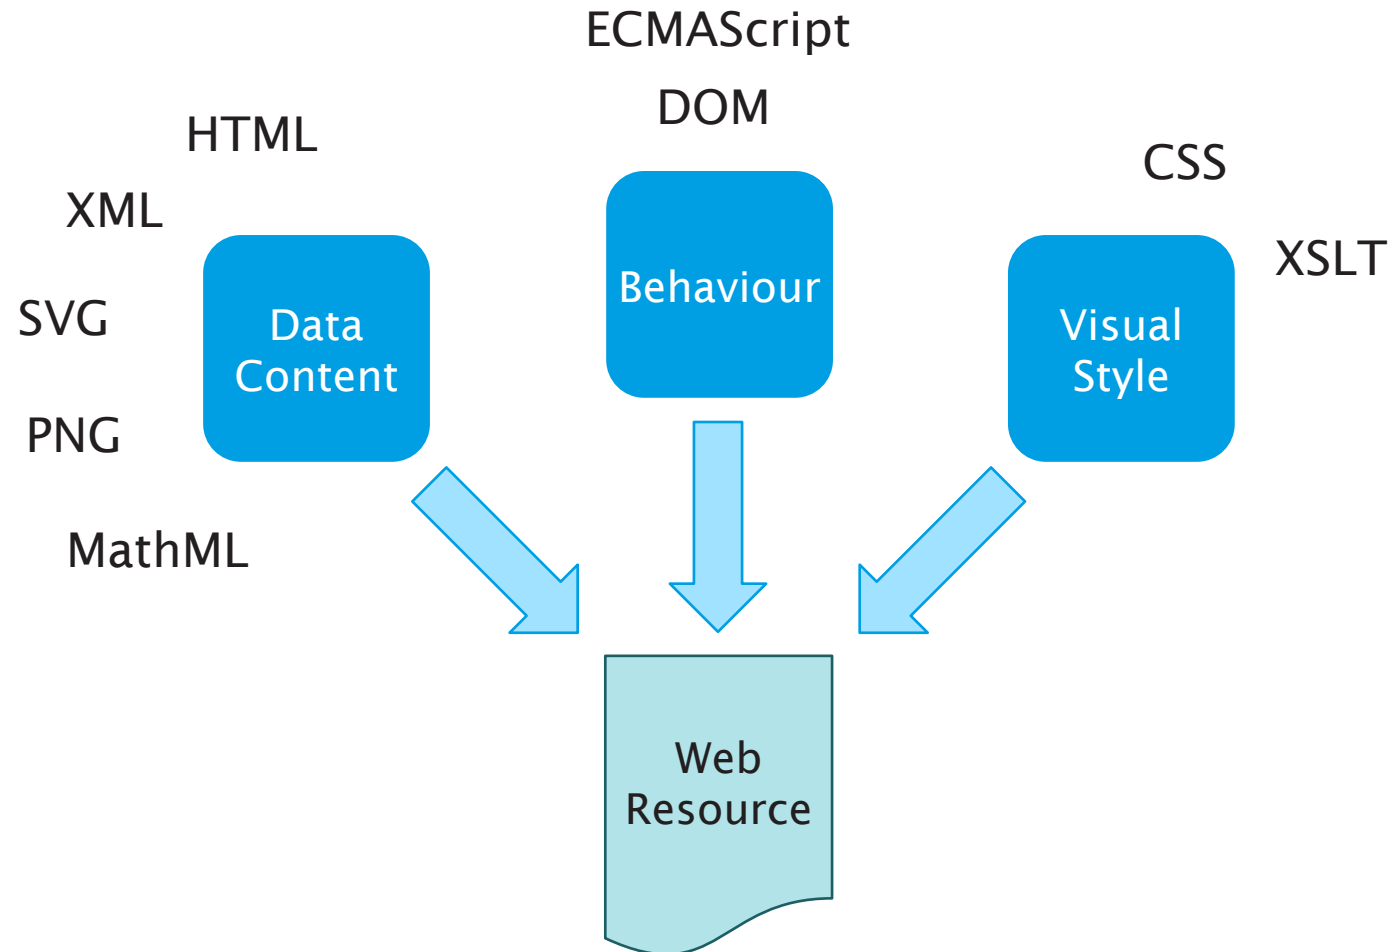 ECMAScript
DOM
HTML
XML
SVG
PNG
MathML
Data
Content
Behaviour
CSS
XSLT
Visual
Style
Web
Resource